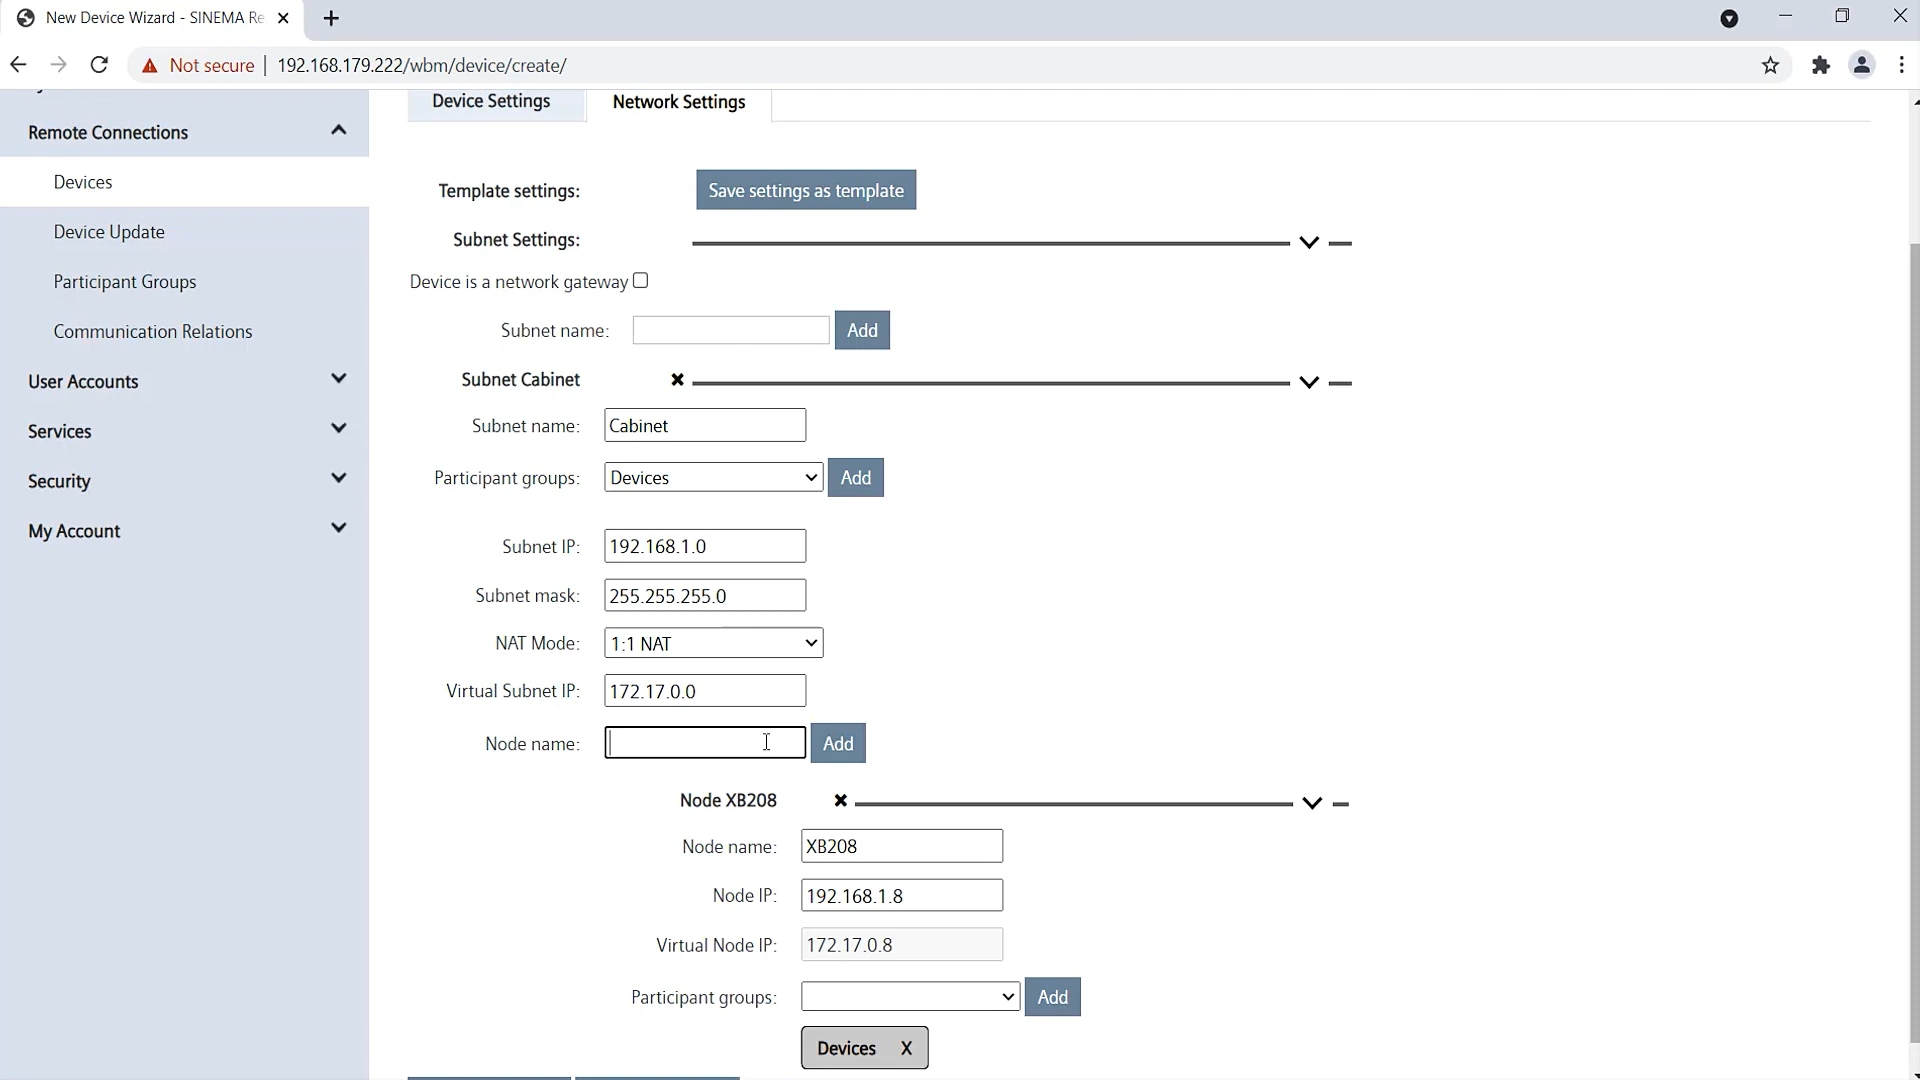 New Device Wizard - SINEMA Re
Not secure | 192.168.179.222/wbm/device/create/
Device Settings
Network Settings
Remote Connections
Devices
Device Update
Participant Groups
Communication Relations
User Accounts
Services
Security
My Account
Template settings:
Save settings as template
Subnet Settings:
Device is a network gateway
Subnet name:
Add
Subnet Cabinet
Subnet name:
Cabinet
Participant groups:
Devices
Add
Subnet IP:
192.168.1.0
Subnet mask:
255.255.255.0
NAT Mode:
1:1 NAT
Virtual Subnet IP:
172.17.0.0
Node name:
Add
Node XB208
Node name:
XB208
Node IP:
192.168.1.8
Virtual Node IP:
172.17.0.8
Participant groups:
Add
Devices X